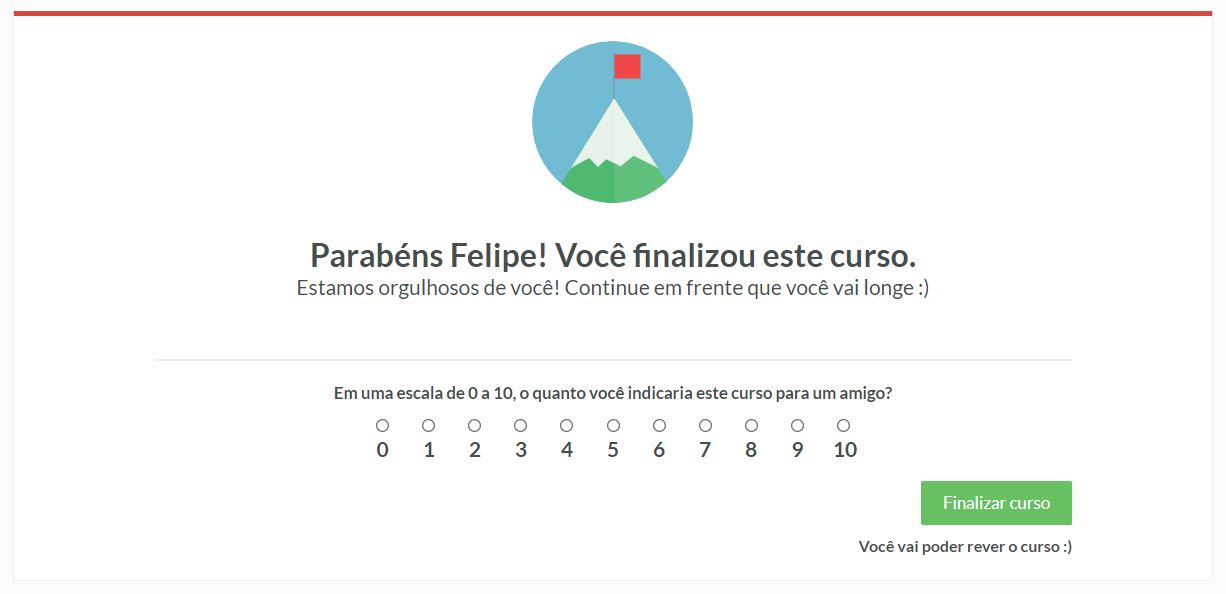 Parabéns Felipe! Você finalizou este curso.
Estamos orgulhosos de você! Continue em frente que você vai longe :)
Em uma escala de 0 a 10, o quanto você indicaria este curso para um amigo?
0 1 2 3 4 5 6 7 8 9 10
Finalizar curso
Você vai poder rever o curso :)